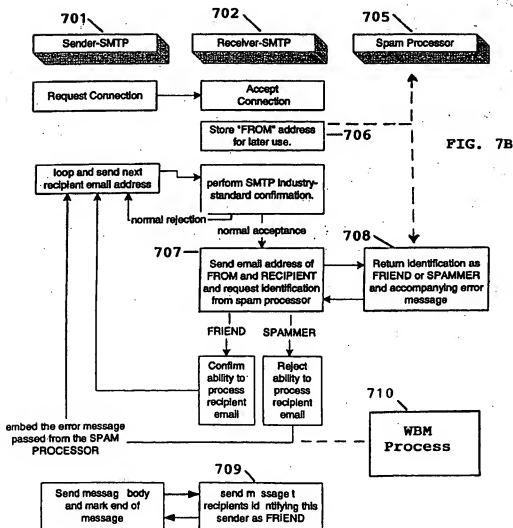 701
702
705
Sender-SMTP
Receiver-SMTP
Spam Processor
Request Connection
Accept
Connection
Store "FROM" address
for later use.
706
FIG. 7B
loop and send next
recipient email address
perform SMTP Industry-
standard confirmation.
normal rejection
normal acceptance
707
708
Send email address of
FROM and RECIPIENT
and request identification
from spam processor
Return identification as
FRIEND or SPAMMER
and accompanying error
message
FRIEND
SPAMMER
Confirm
ability to
process
recipient
email
Reject
ability to
process
recipient
email
710
WBM
Process
embed the error message
passed from the SPAM
PROCESSOR
709
Send messag body
and mark end of
message
send m ssage t
recipients id ntifying this
sender as FRIEND